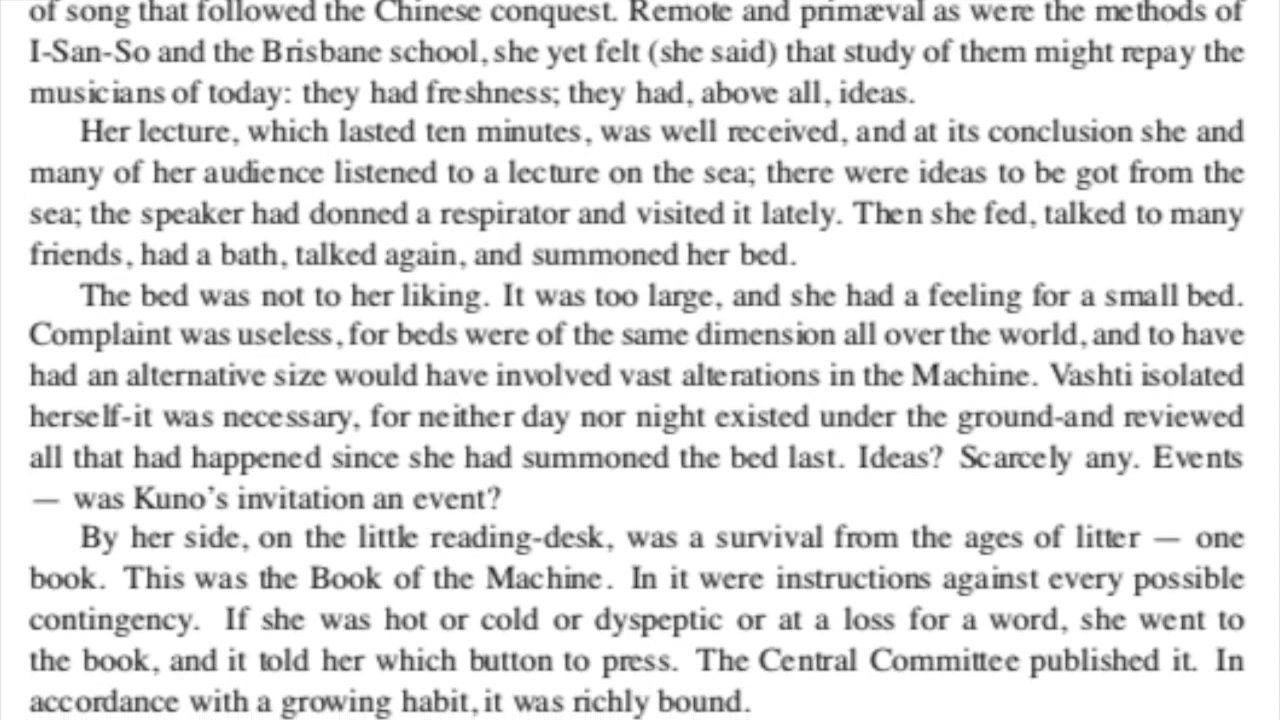 of song that followed the Chinese conquest. Remote and primæval as were the methods of
I-San-So and the Brisbane school, she yet felt (she said) that study of them might repay the
musicians of today: they had freshness; they had, above all, ideas.
Her lecture, which lasted ten minutes, was well received, and at its conclusion she and
many of her audience listened to a lecture on the sea; there were ideas to be got from the
sea; the speaker had donned a respirator and visited it lately. Then she fed, talked to many
friends, had a bath, talked again, and summoned her bed.
The bed was not to her liking. It was too large, and she had a feeling for a small bed.
Complaint was useless, for beds were of the same dimension all over the world, and to have
had an alternative size would have involved vast alterations in the Machine. Vashti isolated
herself-it was necessary, for neither day nor night existed under the ground-and reviewed
all that had happened since she had summoned the bed last. Ideas? Scarcely any. Events
— was Kuno's invitation an event?
By her side, on the little reading-desk, was a survival from the ages of litter — one
book. This was the Book of the Machine. In it were instructions against every possible
contingency. If she was hot or cold or dyspeptic or at a loss for a word, she went to
the book, and it told her which button to press. The Central Committee published it. In
accordance with a growing habit, it was richly bound.